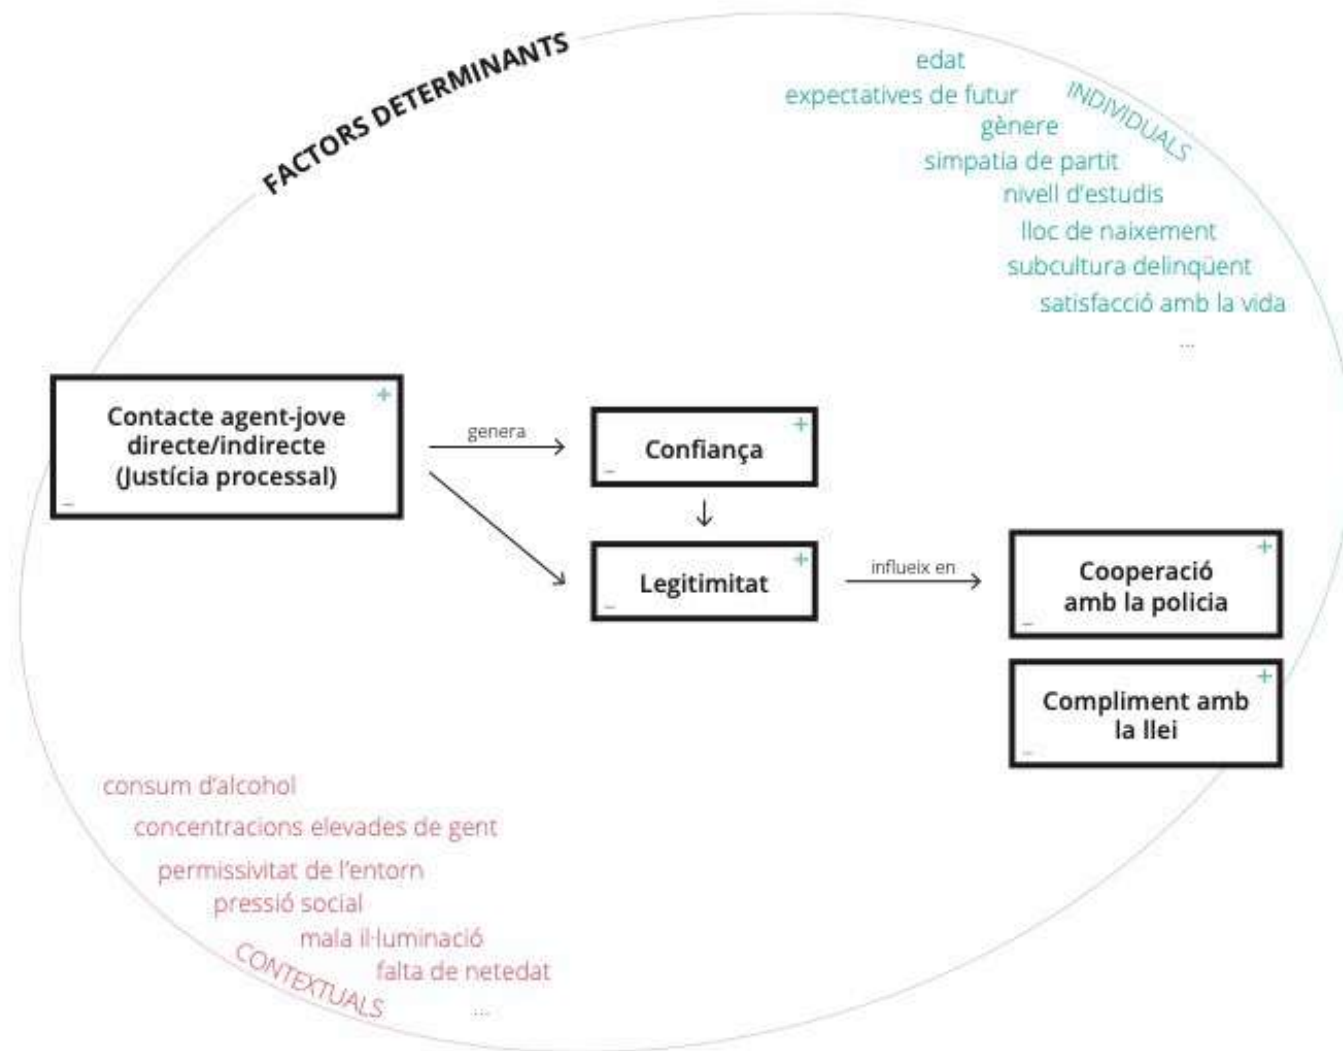 FACTORS DETERMINANTS
INDIVIDUALS
edat
expectatives de futur
gènere
simpatia de partit
nivell d'estudis
lloc de naixement
subcultura delinqüent
satisfacció amb la vida
...
+
Contacte agent-jove
directe/indirecte
(Justícia processal)
–
genera
+
Confiança
–
+
Legitimitat
–
influeix en
+
Cooperació
amb la policia
–
+
Compliment amb
la llei
–
consum d'alcohol
concentracions elevades de gent
permissivitat de l'entorn
pressió social
mala il·luminació
falta de netedat
...
CONTEXTUALS